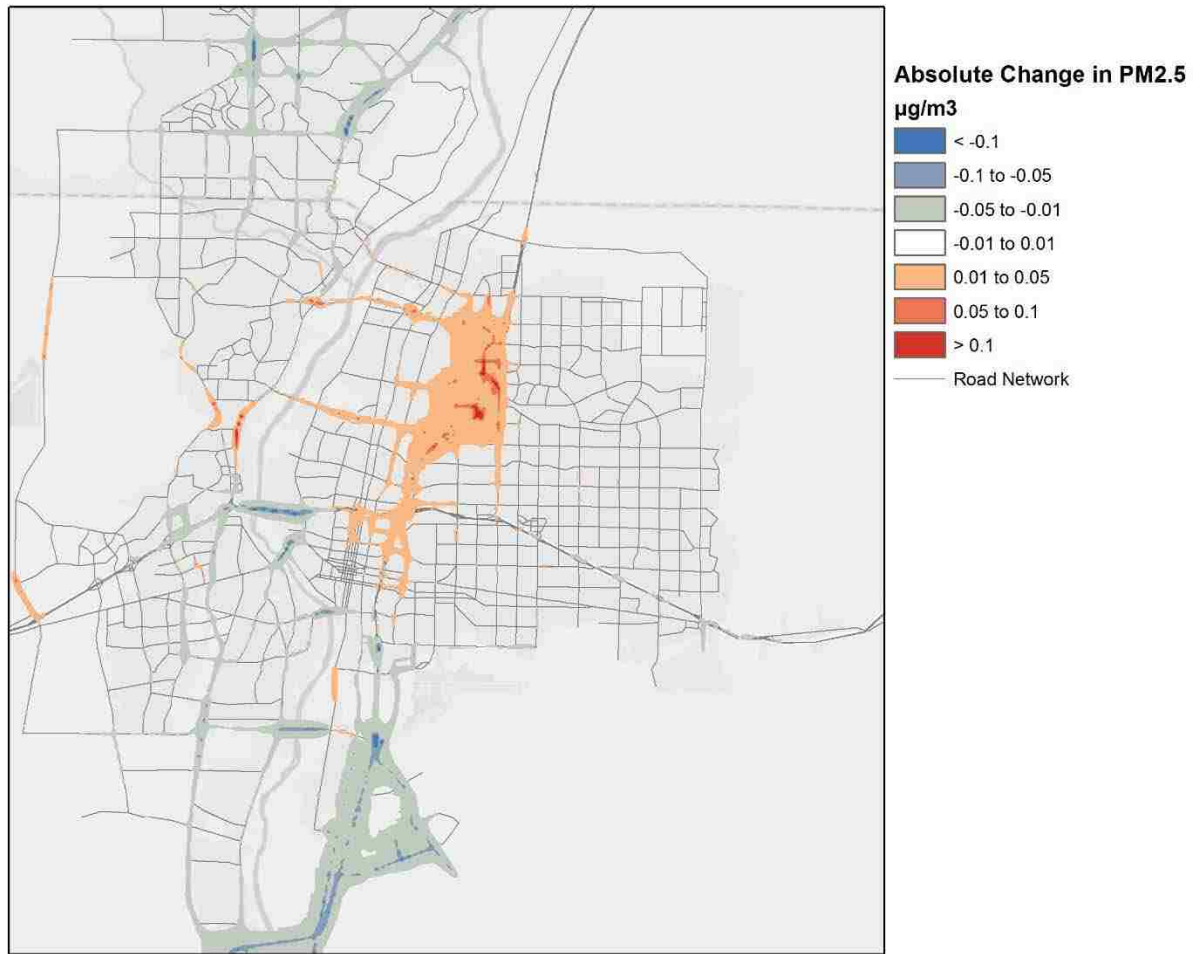 Absolute Change in PM2.5
µg/m3
< -0.1
-0.1 to -0.05
-0.05 to -0.01
-0.01 to 0.01
0.01 to 0.05
0.05 to 0.1
> 0.1
Road Network